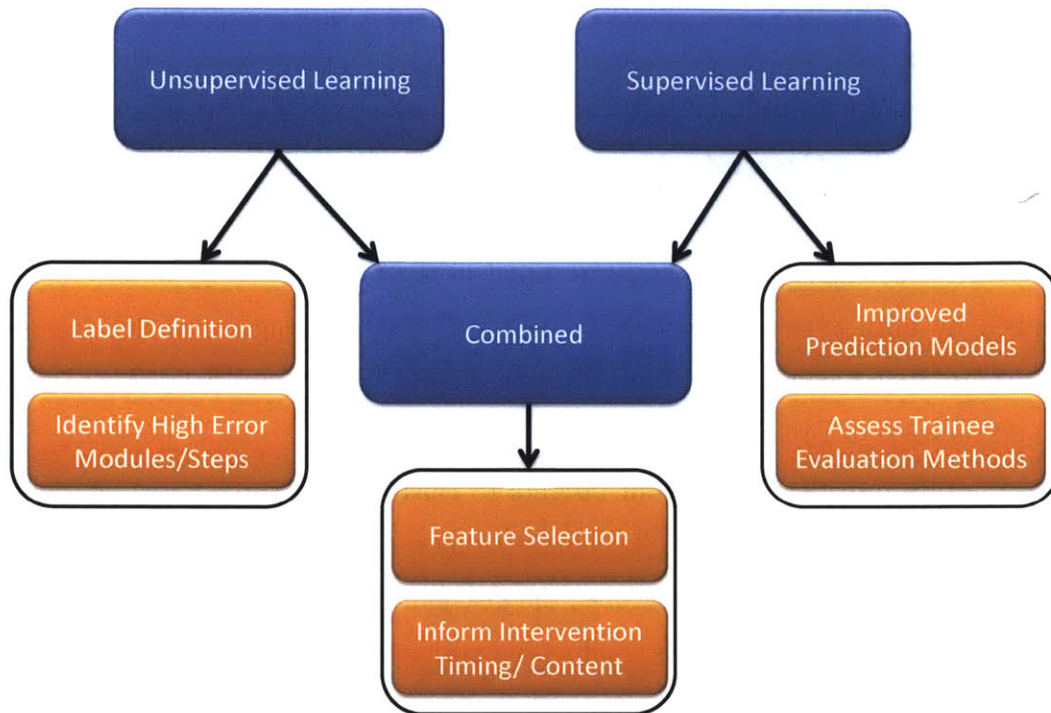 Unsupervised Learning
Supervised Learning
Label Definition
Identify High Error
Modules/Steps
Combined
Improved
Prediction Models
Assess Trainee
Evaluation Methods
Feature Selection
Inform Intervention
Timing/ Content